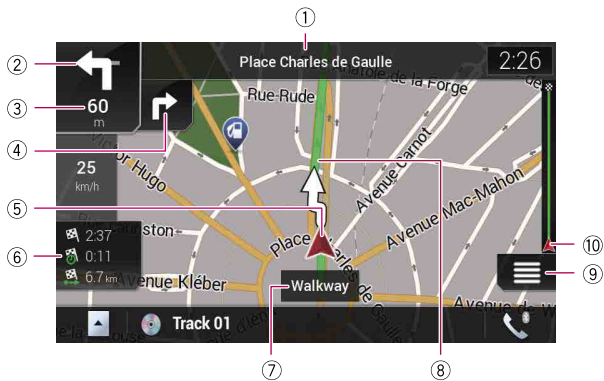 ①
Place Charles de Gaulle
2:26
②
③
60
m
④
25
km/h
Rue-Rude
de la Forge
Victor Hugo
Avenue Carnot
Avenue Mac-Mahon
⑤
⑥
2:37
0:11
6.7 km
Place Charles de Gaulle
Avenue Kléber
Walkway
⑦
⑧
⑨
⑩
Avenue de W
Track 01